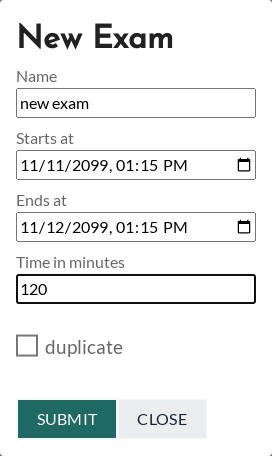 New Exam
Name
new exam
Starts at
11/11/2099, 01:15 PM
Ends at
11/12/2099, 01:15 PM
Time in minutes
120
duplicate
SUBMIT CLOSE